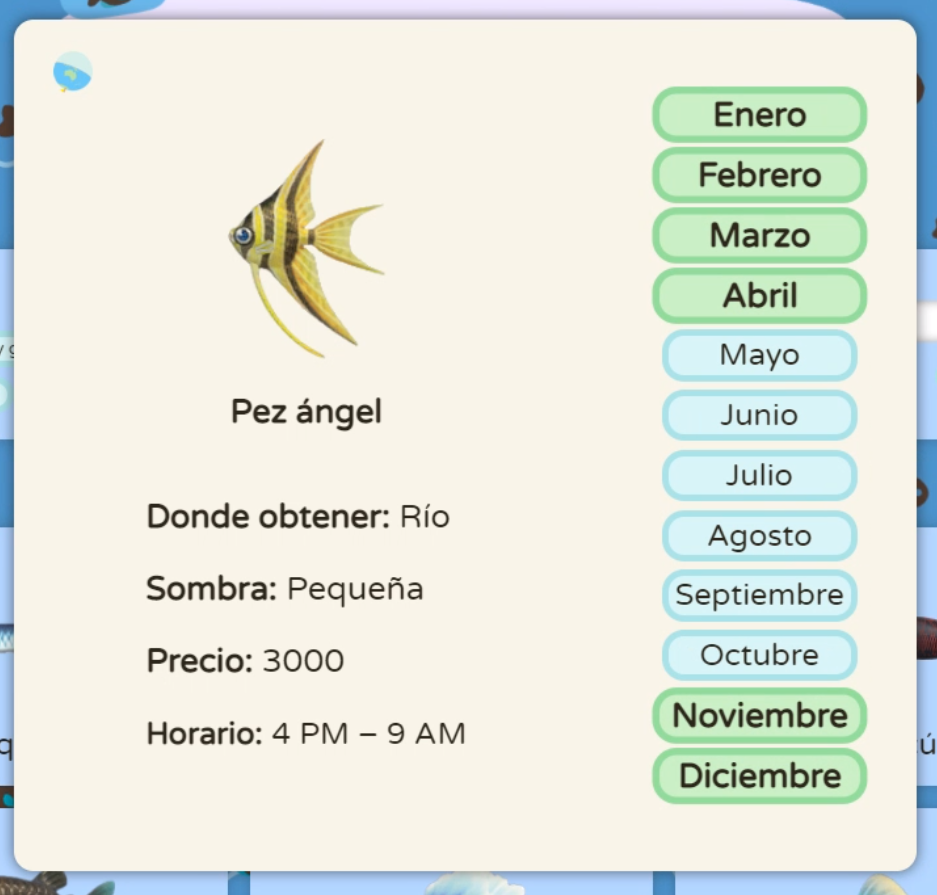 Pez ángel
Donde obtener: Río
Sombra: Pequeña
Precio: 3000
Horario: 4 PM – 9 AM
Enero
Febrero
Marzo
Abril
Mayo
Junio
Julio
Agosto
Septiembre
Octubre
Noviembre
Diciembre